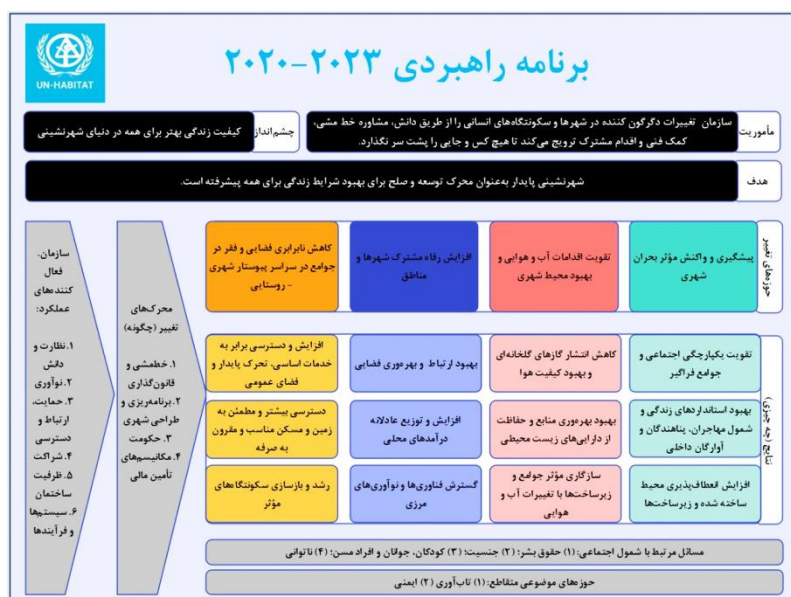 UN-HABITAT
برنامه راهبردی ۲۰۲۳-۲۰۲۰
مأموریت
سازمان تغییرات دگرگون کننده در شهرها و سکونتگاه‌های انسانی را از طریق دانش، مشاوره خط مشی،
کمک فنی و اقدام مشترک ترویج می‌کند تا هیچ کس و جایی را پشت سر نگذارد.
چشم‌انداز
کیفیت زندگی بهتر برای همه در دنیای شهرنشینی
هدف
شهرنشینی پایدار به‌عنوان محرک توسعه و صلح برای بهبود شرایط زندگی برای همه پیشرفته است.
حوزه‌های تغییر
پیشگیری و واکنش مؤثر بحران
شهری
تقویت اقدامات آب و هوایی و
بهبود محیط شهری
افزایش رفاه مشترک شهرها و
مناطق
کاهش نابرابری فضایی و فقر در
جوامع در سراسر پیوستار شهری
- روستایی
نتایج (چه چیزی)
تقویت یکپارچگی اجتماعی و
جوامع فراگیر
کاهش انتشار گازهای گلخانه‌ای
و بهبود کیفیت هوا
بهبود ارتباط و بهره‌وری فضایی
افزایش و دسترسی برابر به
خدمات اساسی، تحرک پایدار و
فضای عمومی
بهبود استانداردهای زندگی و
شمول مهاجران، پناهندگان و
آوارگان داخلی
بهبود بهره‌وری منابع و حفاظت
از دارایی‌های زیست محیطی
افزایش و توزیع عادلانه
درآمدهای محلی
دسترسی بیشتر و مطمئن به
زمین و مسکن مناسب و مقرون
به صرفه
افزایش انعطاف‌پذیری محیط
ساخته شده و زیرساخت‌ها
سازگاری مؤثر جوامع و
زیرساخت‌ها با تغییرات آب و
هوایی
گسترش فناوری‌ها و نوآوری‌های
مرزی
رشد و بازسازی سکونتگاه‌های
مؤثر
محرک‌های
تغییر (چگونه)
۱. خط‌مشی و
قانون‌گذاری
۲.برنامه‌ریزی و
طراحی شهری
۳. حکومت
۴. مکانیسم‌های
تأمین مالی
سازمان.
فعال
کننده‌های
عملکرد:
۱.نظارت و
دانش
۲.نوآوری
۳. حمایت،
ارتباط و
دسترسی
۴.شراکت
۵. ظرفیت
ساختمان
۶. سیستم‌ها
و فرآیندها
مسائل مرتبط با شمول اجتماعی: (۱) حقوق بشر؛ (۲) جنسیت؛ (۳) کودکان، جوانان و افراد مسن؛ (۴) ناتوانی
حوزه‌های موضوعی متقاطع: (۱) تاب‌آوری (۲) ایمنی